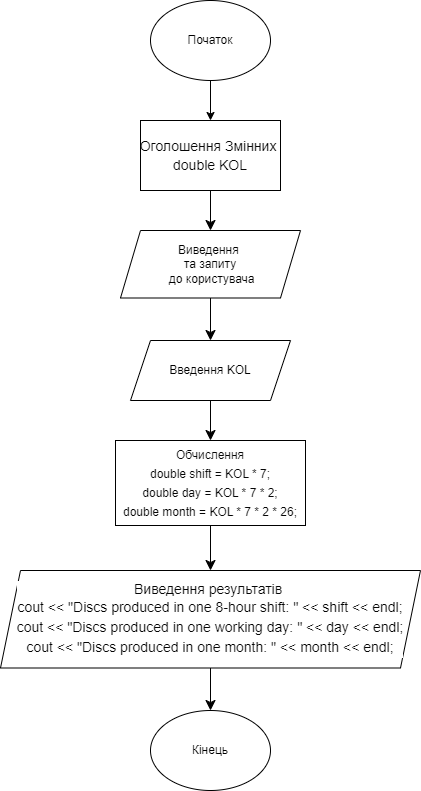 Початок
Оголошення Змінних
double KOL
Виведення
та запиту
до користувача
Введення KOL
Обчислення
double shift = KOL * 7;
double day = KOL * 7 * 2;
double month = KOL * 7 * 2 * 26;
Виведення результатів
cout << "Discs produced in one 8-hour shift: " << shift << endl;
cout << "Discs produced in one working day: " << day << endl;
cout << "Discs produced in one month: " << month << endl;
Кінець